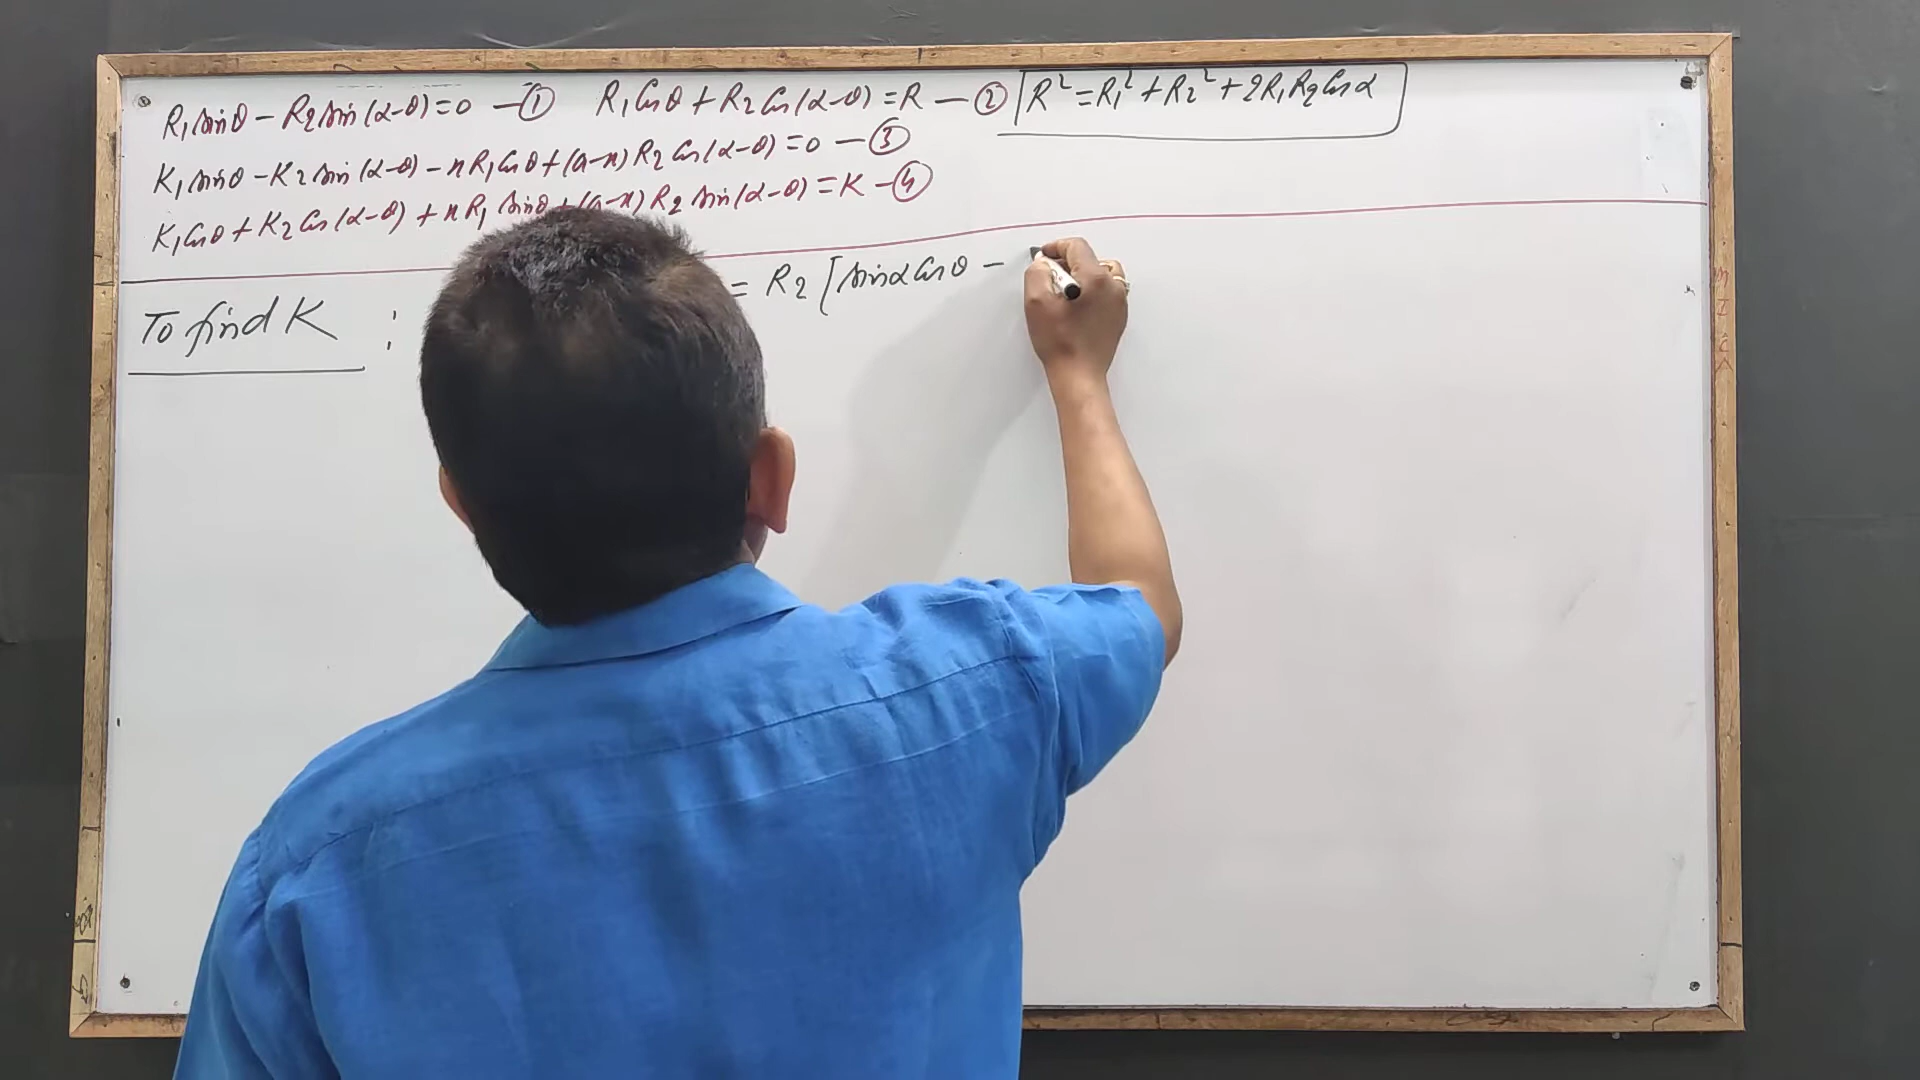 R₁ sinθ − R₂ sin(α−θ) = 0 — ① R₁ Cosθ + R₂ Cos(α−θ) = R — ② R² = R₁² + R₂² + 2R₁R₂ Cosα
K₁ sinθ − K₂ sin(α−θ) − x R₁ Cosθ + (a−x) R₂ Cos(α−θ) = 0 — ③
K₁ Cosθ + K₂ Cos(α−θ) + x R₁ sinθ + (a−x) R₂ sin(α−θ) = K — ④
To find K : = R₂ [sinα Cosθ −